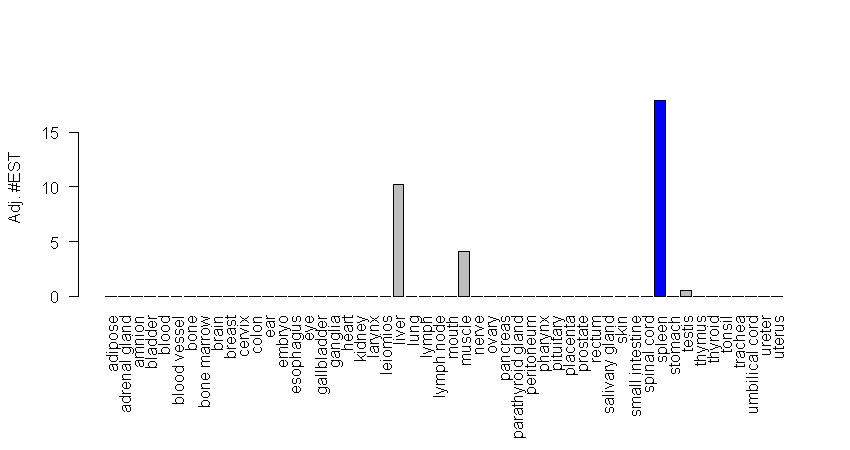 Adj. #EST
15
10
5
0
adipose
adrenal gland
amnion
bladder
blood
blood vessel
bone
bone marrow
brain
breast
cervix
colon
ear
embryo
esophagus
eye
gallbladder
ganglia
heart
kidney
larynx
leiomios
liver
lung
lymph
lymph node
mouth
muscle
nerve
ovary
pancreas
parathyroid gland
peritoneum
pharynx
pituitary
placenta
prostate
rectum
salivary gland
skin
small intestine
spinal cord
spleen
stomach
testis
thymus
thyroid
tonsil
trachea
umbilical cord
ureter
uterus